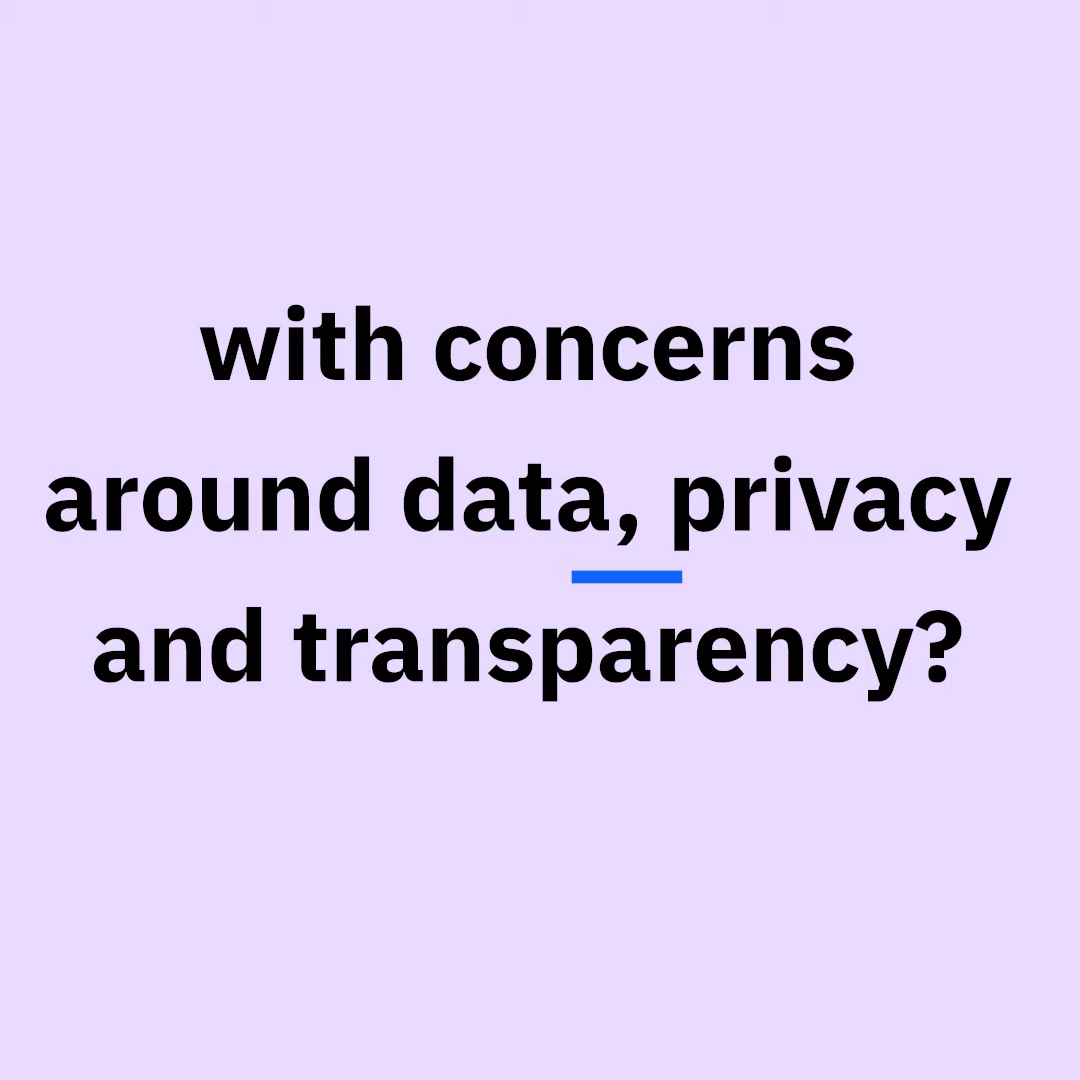 with concerns
around data, privacy
and transparency?